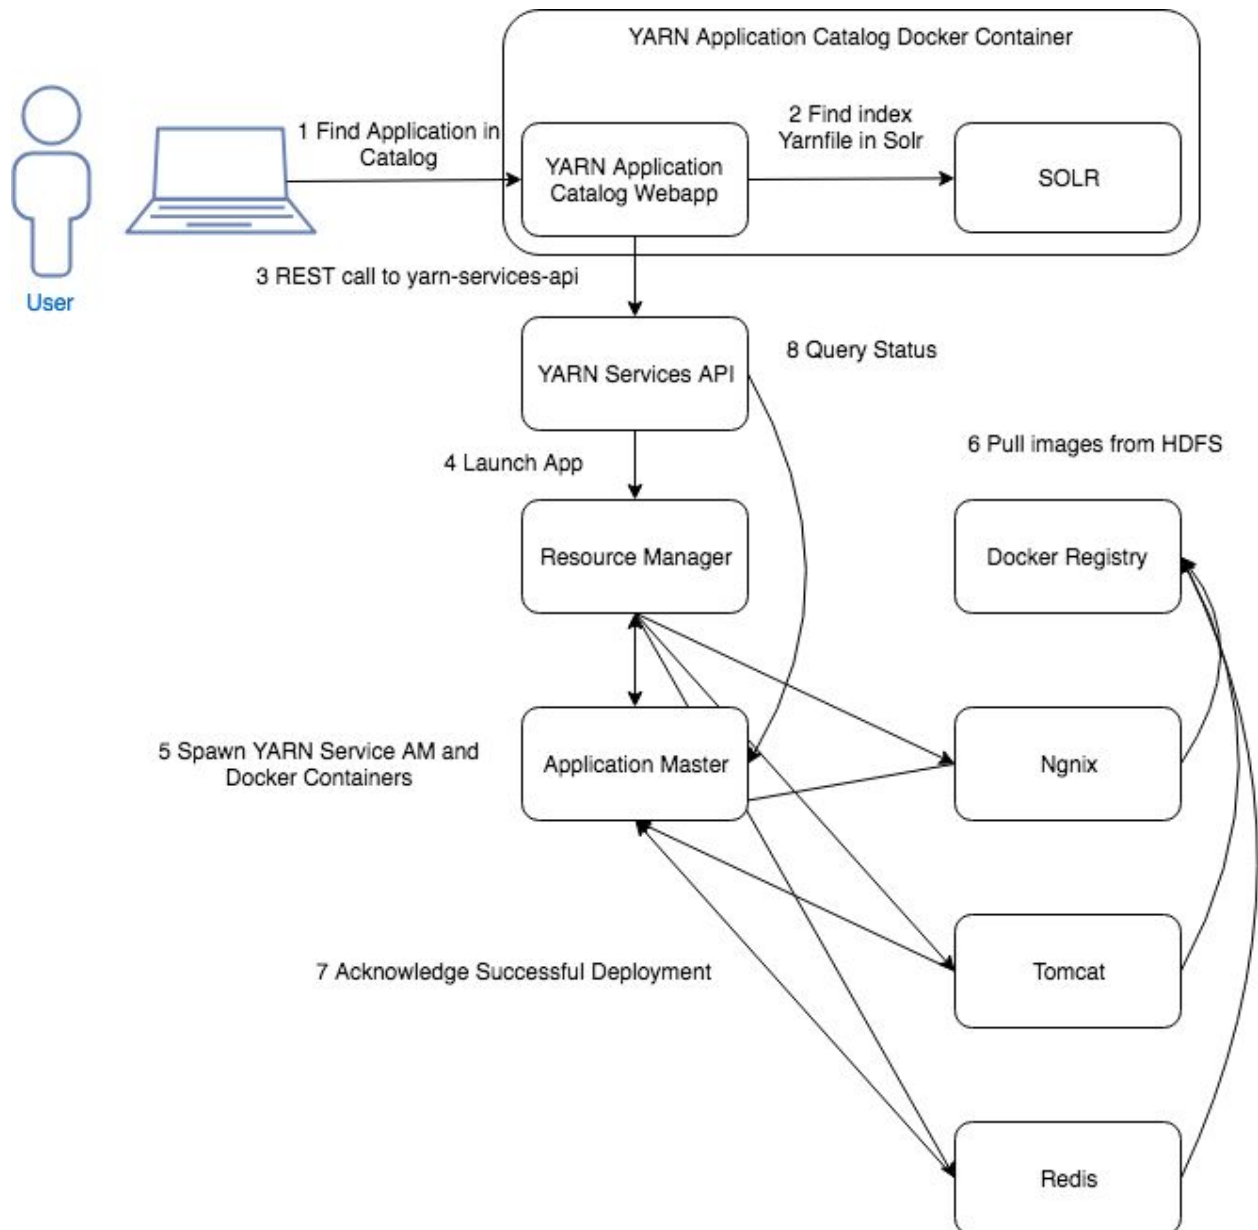 YARN Application Catalog Docker Container
1 Find Application in
Catalog
YARN Application
Catalog Webapp
2 Find index
Yarnfile in Solr
SOLR
User
3 REST call to yarn-services-api
YARN Services API
8 Query Status
4 Launch App
6 Pull images from HDFS
Resource Manager
Docker Registry
5 Spawn YARN Service AM and
Docker Containers
Application Master
Ngnix
7 Acknowledge Successful Deployment
Tomcat
Redis